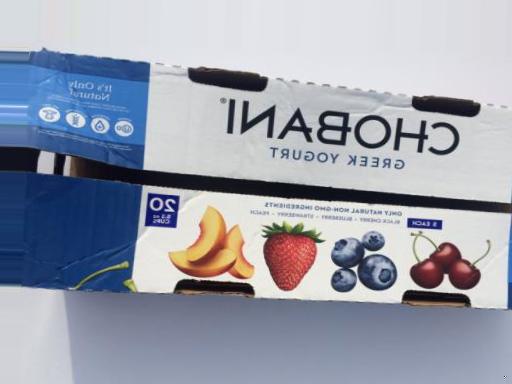 CHOBANI®
GREEK YOGURT
It's Only
Natural
ONLY NATURAL NON-GMO INGREDIENTS
5 EACH
BLACK CHERRY • BLUEBERRY • STRAWBERRY • PEACH
20
5.3 oz
CUPS